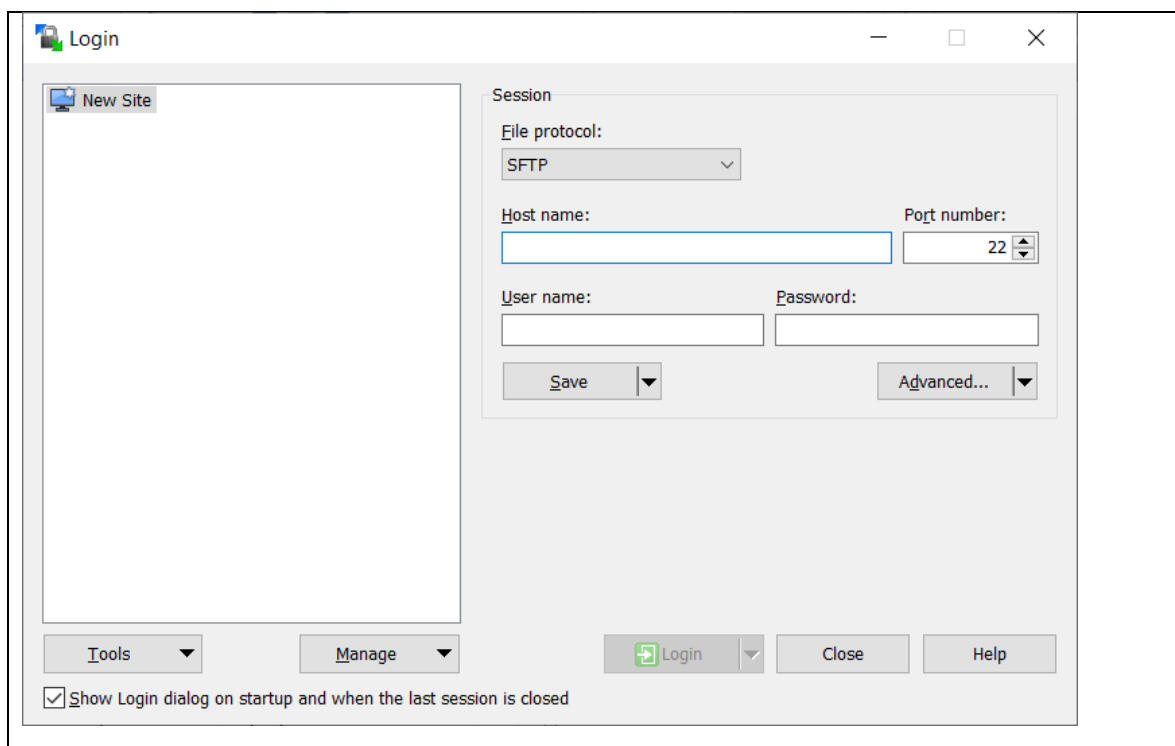 Login
New Site
Session
File protocol:
SFTP
Host name:
Port number:
22
User name:
Password:
Save
Advanced...
Tools
Manage
Login
Close
Help
Show Login dialog on startup and when the last session is closed